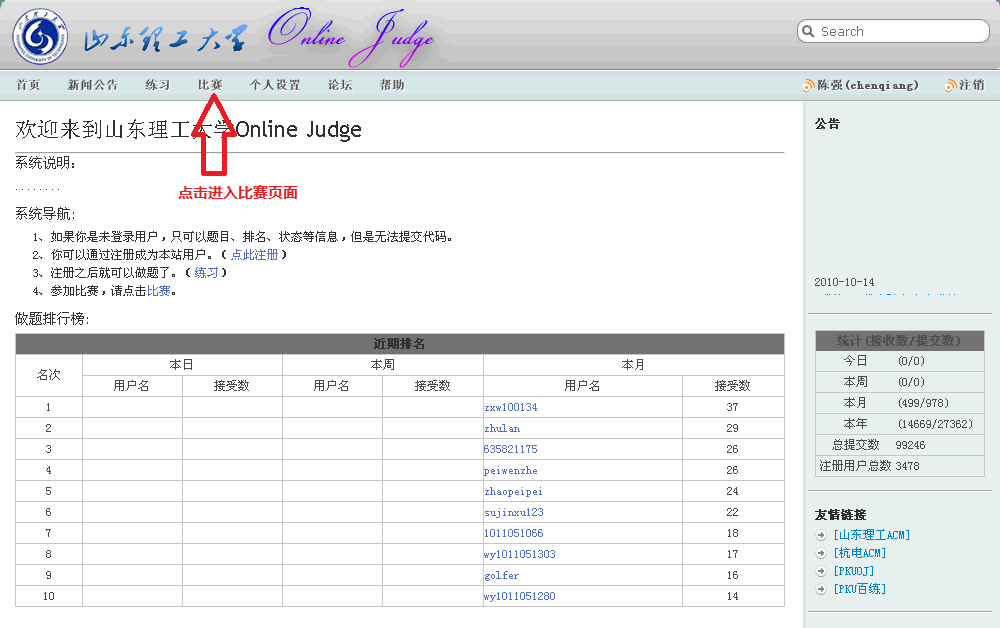 山东理工大学 Online Judge
Search
首页 新闻公告 练习 比赛 个人设置 论坛 帮助 陈强(chenqiang) 注销
欢迎来到山东理工大学Online Judge
系统说明:
........
点击进入比赛页面
系统导航:
1、如果你是未登录用户，只可以题目、排名、状态等信息，但是无法提交代码。
2、你可以通过注册成为本站用户。（点此注册）
3、注册之后就可以做题了。（练习）
4、参加比赛，请点击比赛。
做题排行榜:
近期排名
名次 本日 本周 本月
用户名 接受数 用户名 接受数 用户名 接受数
1 zxw100134 37
2 zhulan 29
3 635821175 26
4 peiwenzhe 26
5 zhaopeipei 24
6 sujinxu123 22
7 1011051066 18
8 wy1011051303 17
9 golfer 16
10 wy1011051280 14
公告
2010-10-14
统计(接收数/提交数)
今日 (0/0)
本周 (0/0)
本月 (499/978)
本年 (14669/27362)
总提交数 99246
注册用户总数 3478
友情链接
[山东理工ACM]
[杭电ACM]
[PKUOJ]
[PKU百练]